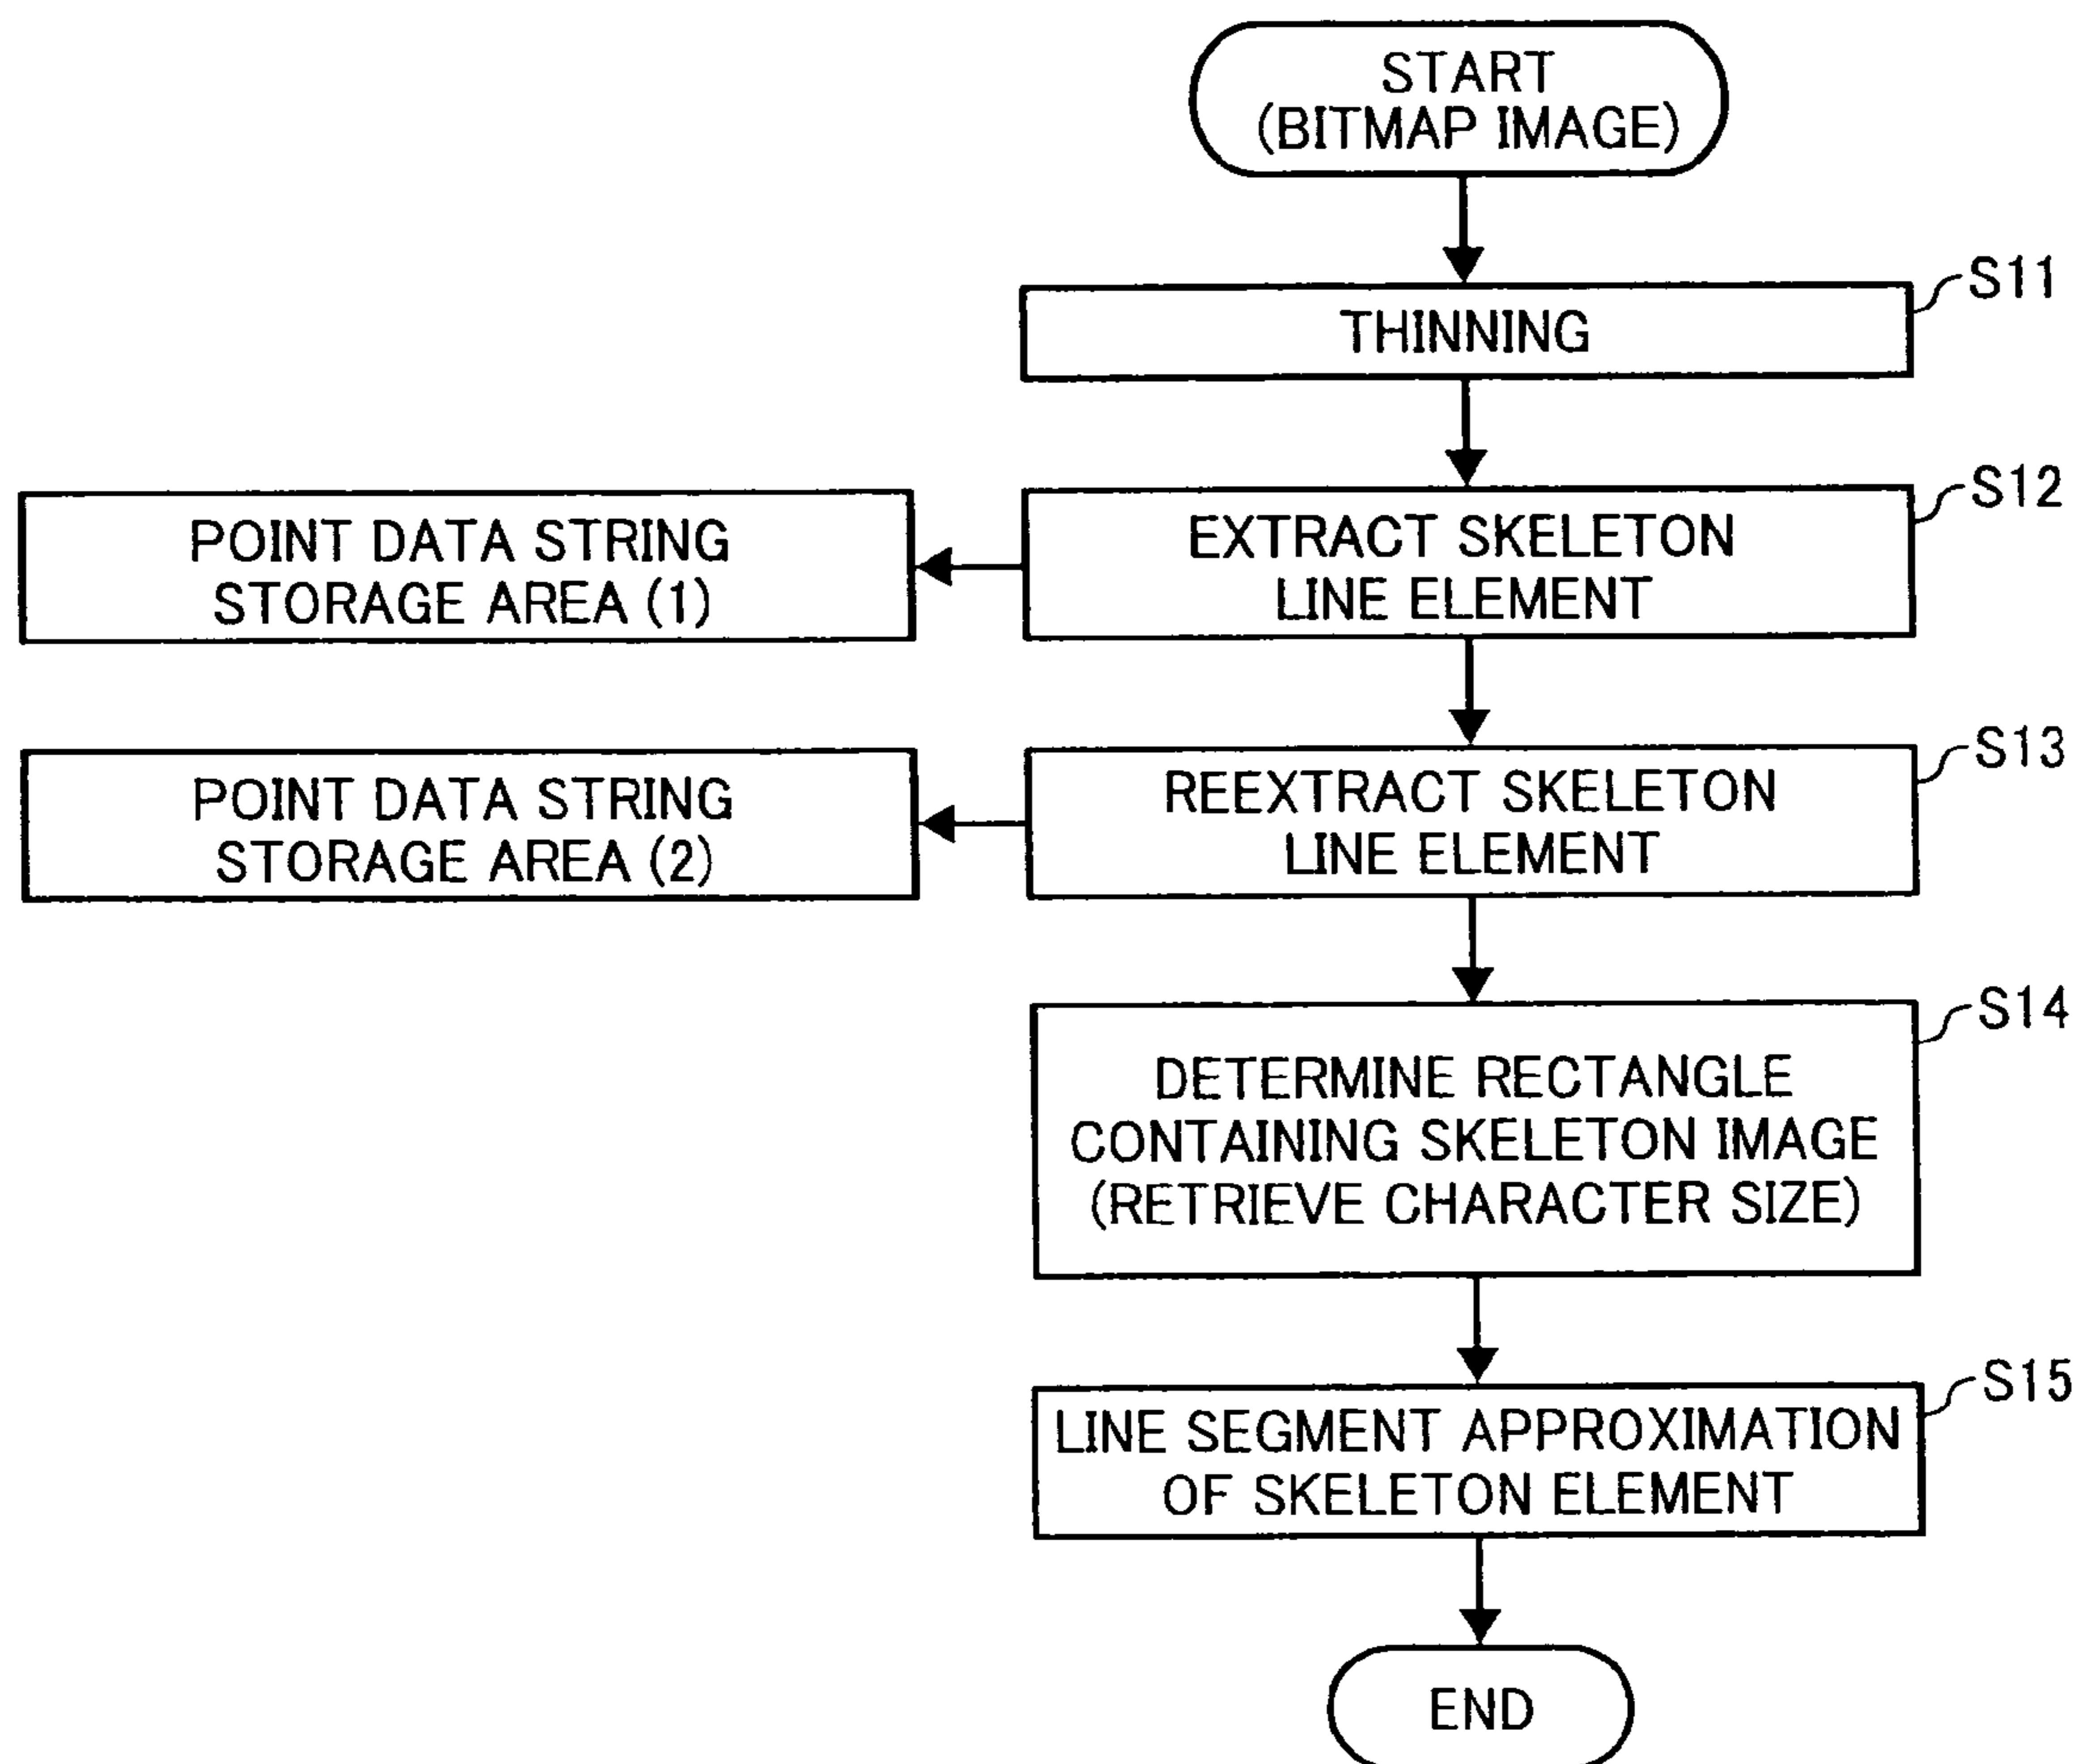 START
(BITMAP IMAGE)
S11
THINNING
S12
POINT DATA STRING
STORAGE AREA (1)
EXTRACT SKELETON
LINE ELEMENT
S13
POINT DATA STRING
STORAGE AREA (2)
REEXTRACT SKELETON
LINE ELEMENT
S14
DETERMINE RECTANGLE
CONTAINING SKELETON IMAGE
(RETRIEVE CHARACTER SIZE)
S15
LINE SEGMENT APPROXIMATION
OF SKELETON ELEMENT
END